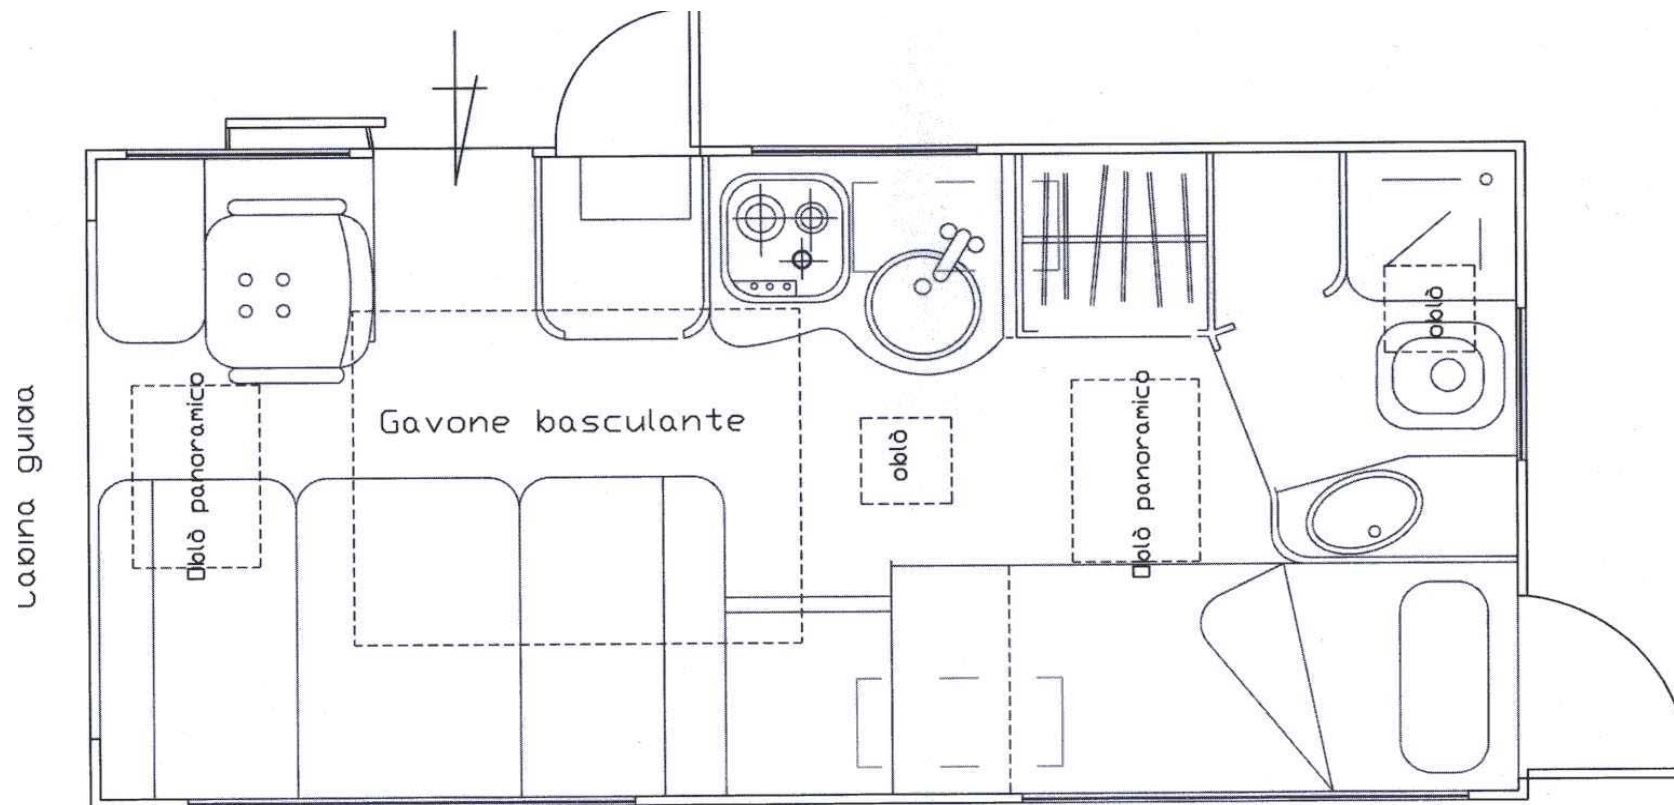 Cabina guida
Oblò panoramico
Gavone basculante
oblò
Oblò panoramico
oblò